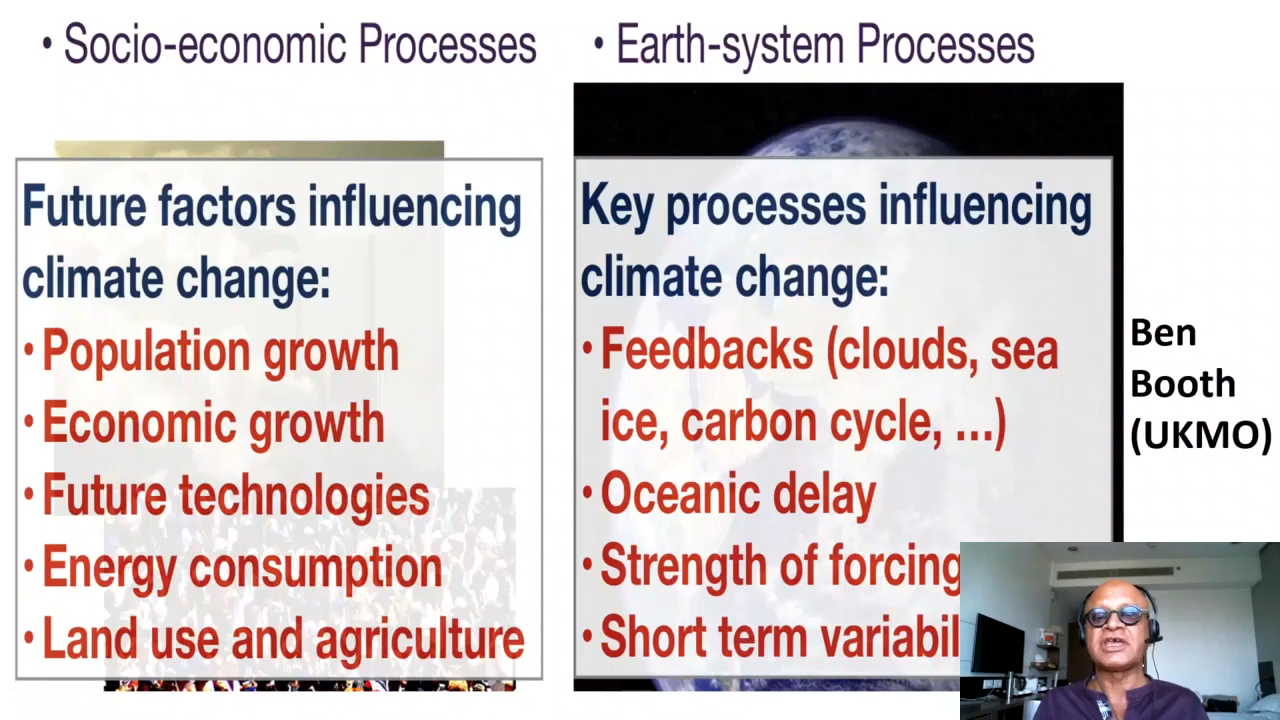 • Socio-economic Processes
• Earth-system Processes
Future factors influencing
climate change:
• Population growth
• Economic growth
• Future technologies
• Energy consumption
• Land use and agriculture
Key processes influencing
climate change:
• Feedbacks (clouds, sea
ice, carbon cycle, ...)
• Oceanic delay
• Strength of forcing
• Short term variabil
Ben
Booth
(UKMO)